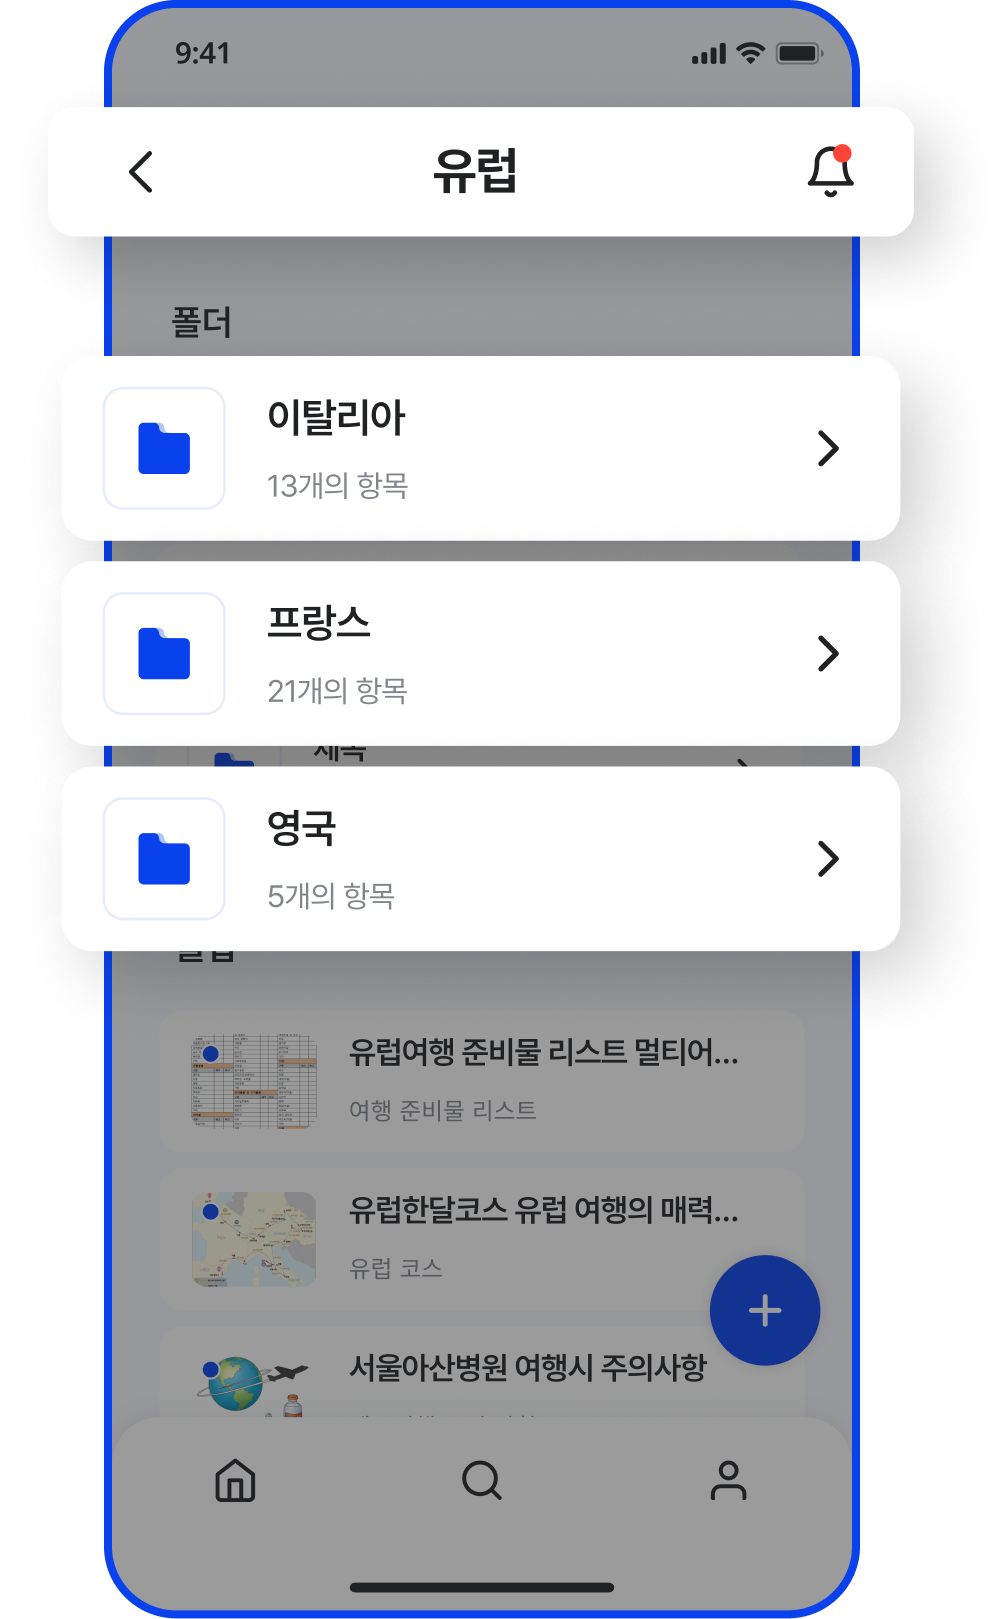 9:41
유럽
폴더
이탈리아
13개의 항목
프랑스
21개의 항목
제목
영국
5개의 항목
유럽여행 준비물 리스트 멀티어...
여행 준비물 리스트
유럽한달코스 유럽 여행의 매력...
유럽 코스
서울아산병원 여행시 주의사항